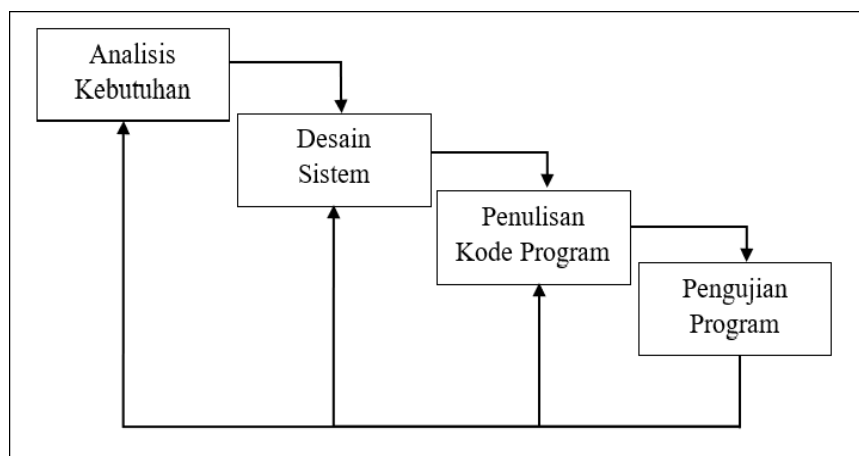 Analisis
Kebutuhan
Desain
Sistem
Penulisan
Kode Program
Pengujian
Program